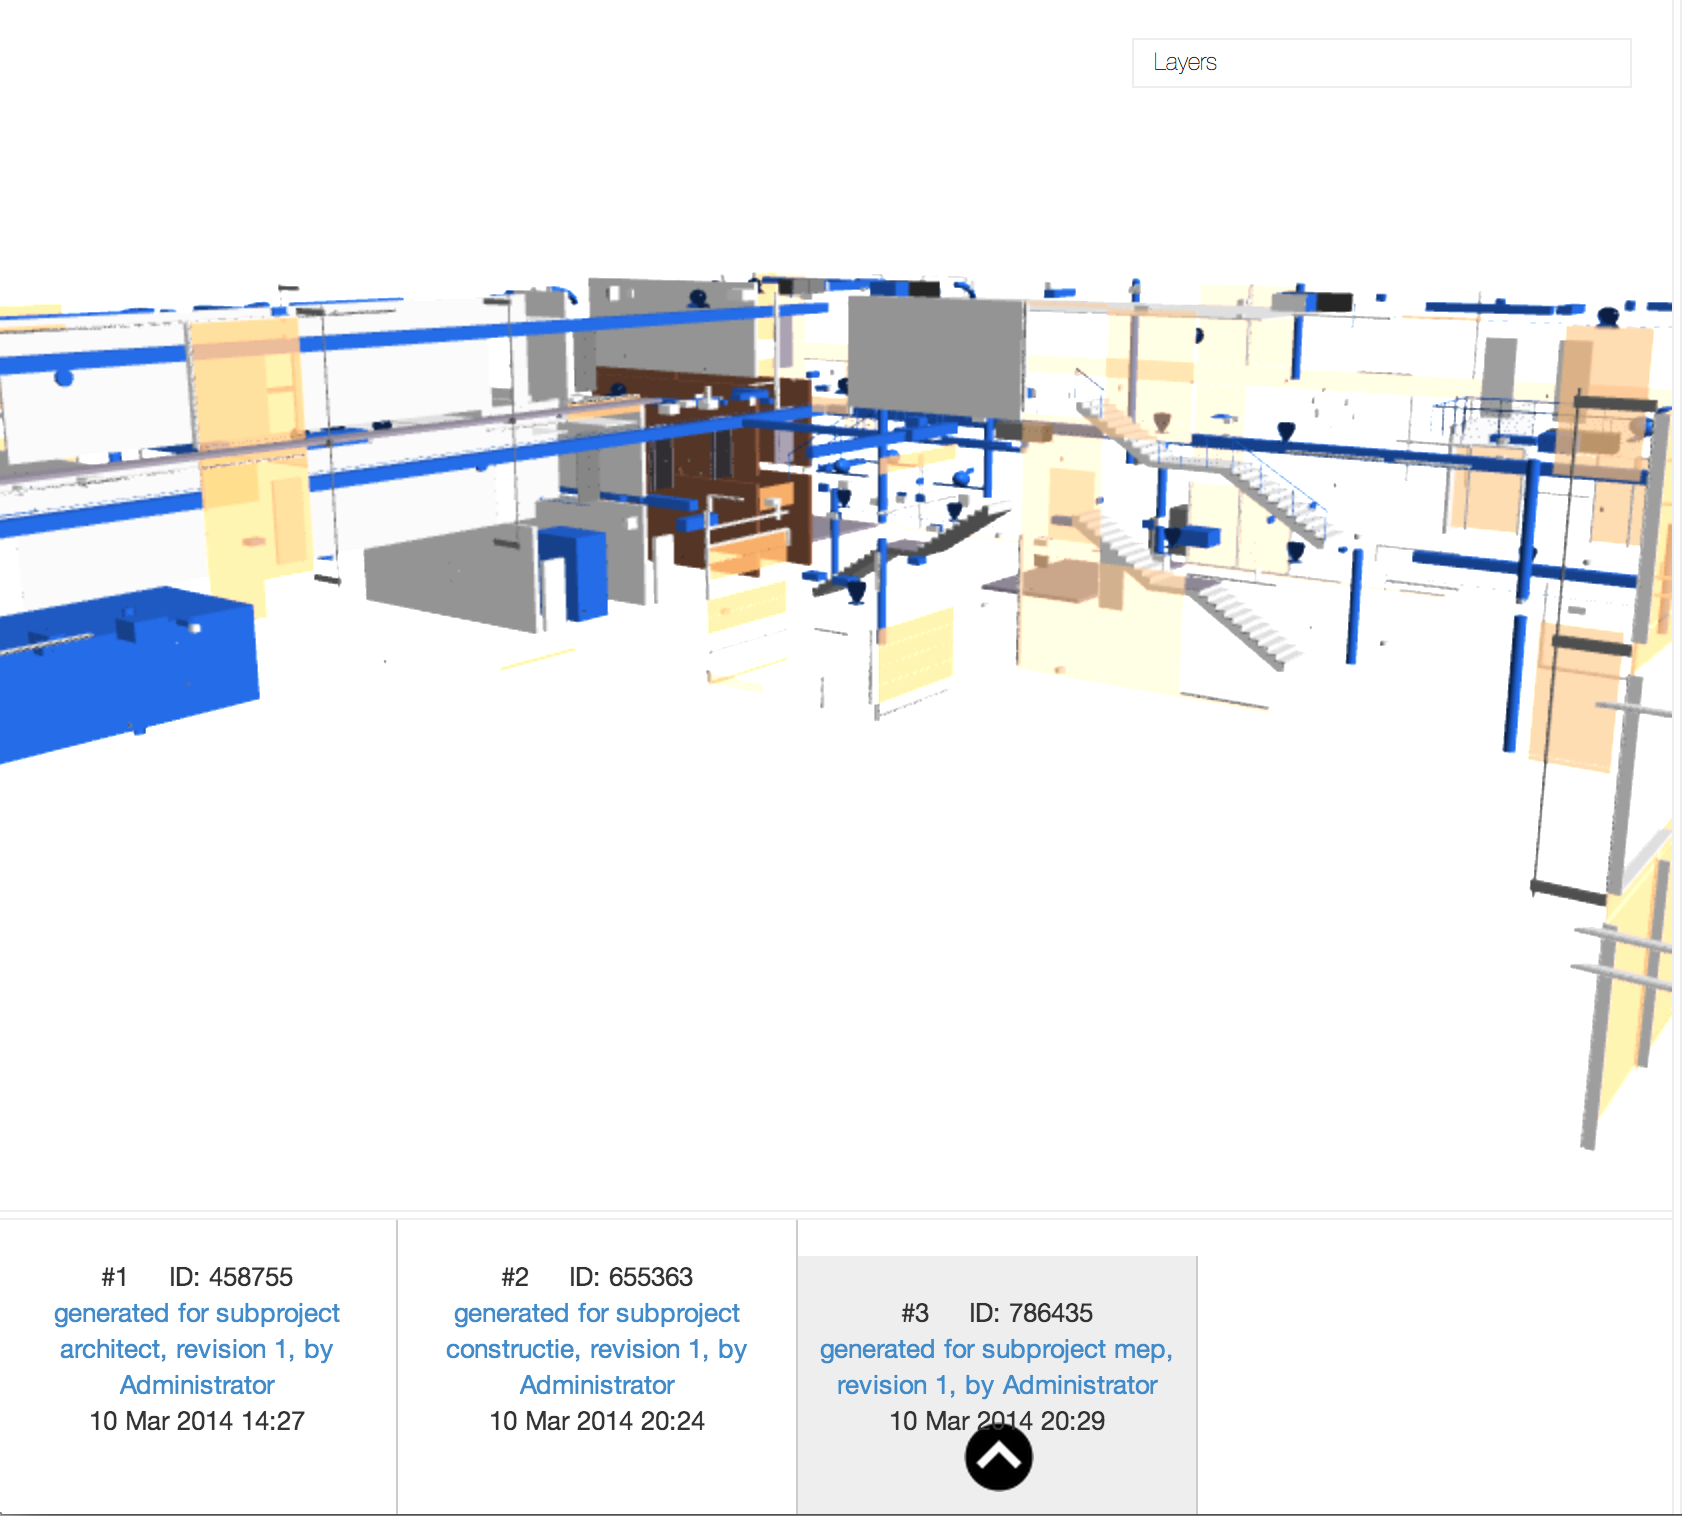 Layers
#1 ID: 458755
generated for subproject
architect, revision 1, by
Administrator
10 Mar 2014 14:27
#2 ID: 655363
generated for subproject
constructie, revision 1, by
Administrator
10 Mar 2014 20:24
#3 ID: 786435
generated for subproject mep,
revision 1, by Administrator
10 Mar 2014 20:29